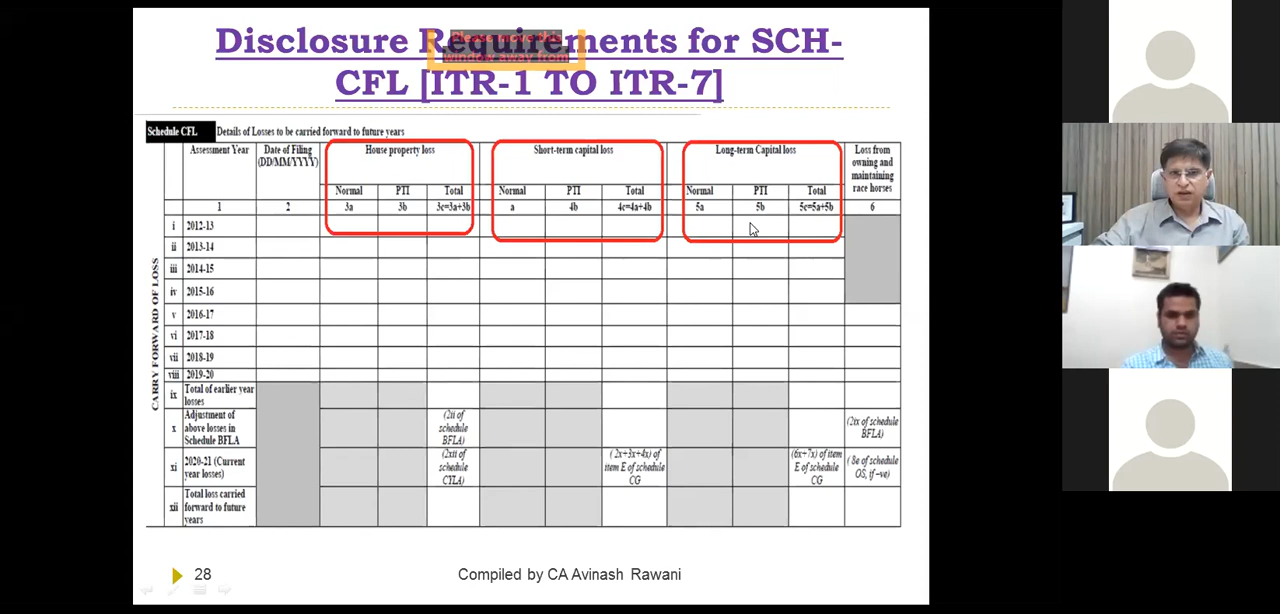 Disclosure Requirements for SCH-
CFL [ITR-1 TO ITR-7]
Please move this
window away from
Schedule CFL Details of Losses to be carried forward to future years
Assessment Year Date of Filing (DD/MM/YYYY) House property loss Short-term capital loss Long-term Capital loss Loss from owning and maintaining race horses
Normal PTI Total Normal PTI Total Normal PTI Total
1 2 3a 3b 3c=3a+3b a 4b 4c=4a+4b 5a 5b 5c=5a+5b 6
CARRY FORWARD OF LOSS
i 2012-13
ii 2013-14
iii 2014-15
iv 2015-16
v 2016-17
vi 2017-18
vii 2018-19
viii 2019-20
ix Total of earlier year losses
x Adjustment of above losses in Schedule BFLA (2ii of schedule BFLA) (2ix of schedule BFLA)
xi 2020-21 (Current year losses) (2xii of schedule CYLA) ( 2x+3x+4x) of item E of schedule CG (6x+7x) of item E of schedule CG ( 8e of schedule OS, if –ve)
xii Total loss carried forward to future years
28
Compiled by CA Avinash Rawani